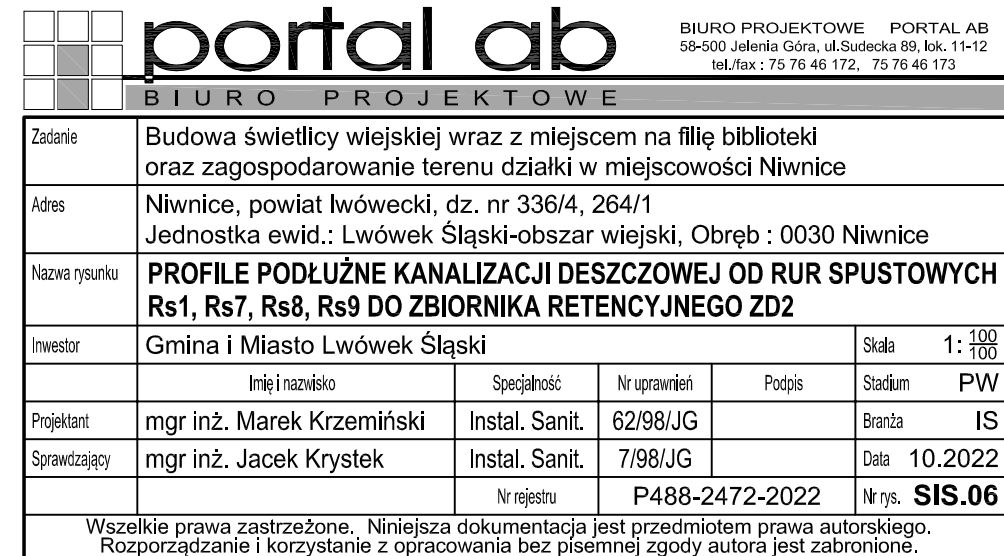 portal ab
BIURO PROJEKTOWE
BIURO PROJEKTOWE PORTAL AB
58-500 Jelenia Góra, ul.Sudecka 89, lok. 11-12
tel./fax : 75 76 46 172, 75 76 46 173
Zadanie Budowa świetlicy wiejskiej wraz z miejscem na filię biblioteki
oraz zagospodarowanie terenu działki w miejscowości Niwnice
Adres Niwnice, powiat lwówecki, dz. nr 336/4, 264/1
Jednostka ewid.: Lwówek Śląski-obszar wiejski, Obręb : 0030 Niwnice
Nazwa rysunku PROFILE PODŁUŻNE KANALIZACJI DESZCZOWEJ OD RUR SPUSTOWYCH
Rs1, Rs7, Rs8, Rs9 DO ZBIORNIKA RETENCYJNEGO ZD2
Inwestor Gmina i Miasto Lwówek Śląski Skala 1: 100/100
Imię i nazwisko Specjalność Nr uprawnień Podpis Stadium PW
Projektant mgr inż. Marek Krzemiński Instal. Sanit. 62/98/JG Branża IS
Sprawdzający mgr inż. Jacek Krystek Instal. Sanit. 7/98/JG Data 10.2022
Nr rejestru P488-2472-2022 Nr rys. SIS.06
Wszelkie prawa zastrzeżone. Niniejsza dokumentacja jest przedmiotem prawa autorskiego.
Rozporządzanie i korzystanie z opracowania bez pisemnej zgody autora jest zabronione.